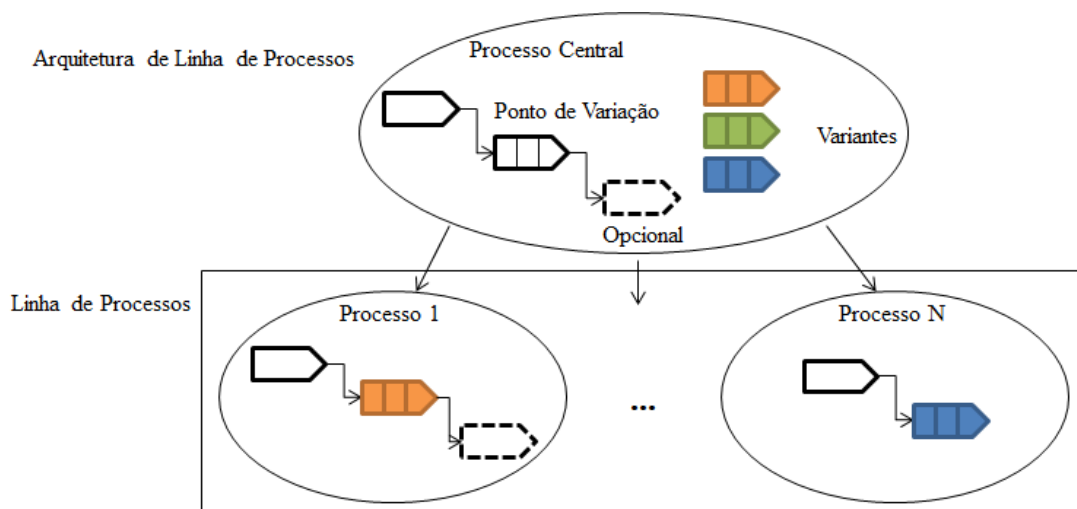 Processo Central
Arquitetura de Linha de Processos
Ponto de Variação
Variantes
Opcional
Linha de Processos
Processo 1
Processo N
...